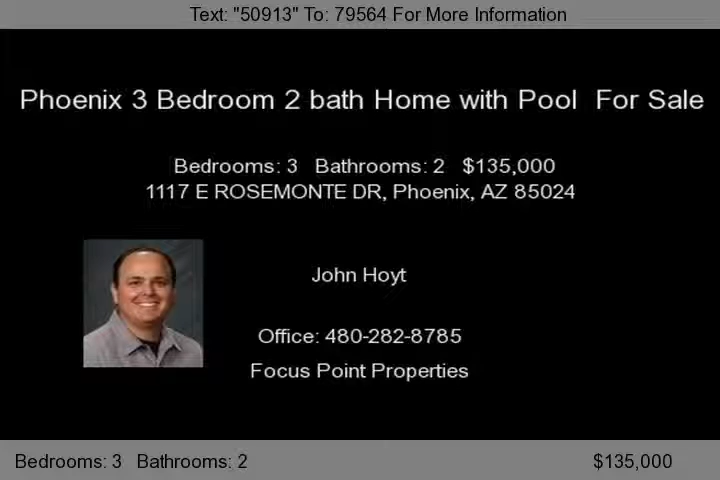 Text: "50913" To: 79564 For More Information
Phoenix 3 Bedroom 2 bath Home with Pool  For Sale
Bedrooms: 3   Bathrooms: 2   $135,000
1117 E ROSEMONTE DR, Phoenix, AZ 85024
John Hoyt
Office: 480-282-8785
Focus Point Properties
Bedrooms: 3   Bathrooms: 2   $135,000